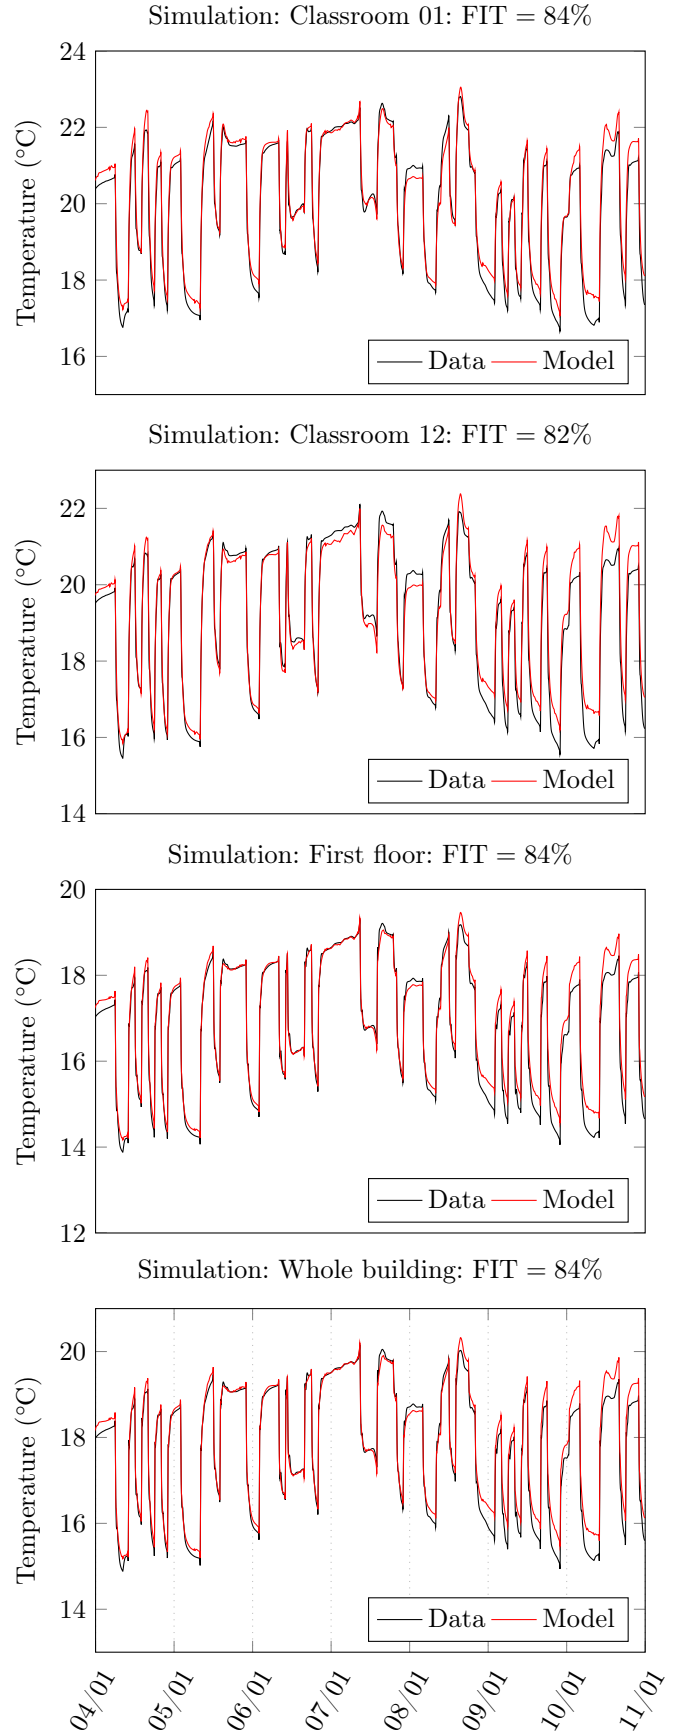 Simulation: Classroom 01: FIT = 84%
24
22
20
18
16
Temperature (°C)
Data
Model
Simulation: Classroom 12: FIT = 82%
22
20
18
16
14
Temperature (°C)
Data
Model
Simulation: First floor: FIT = 84%
20
18
16
14
12
Temperature (°C)
Data
Model
Simulation: Whole building: FIT = 84%
20
18
16
14
Temperature (°C)
Data
Model
04/01
05/01
06/01
07/01
08/01
09/01
10/01
11/01